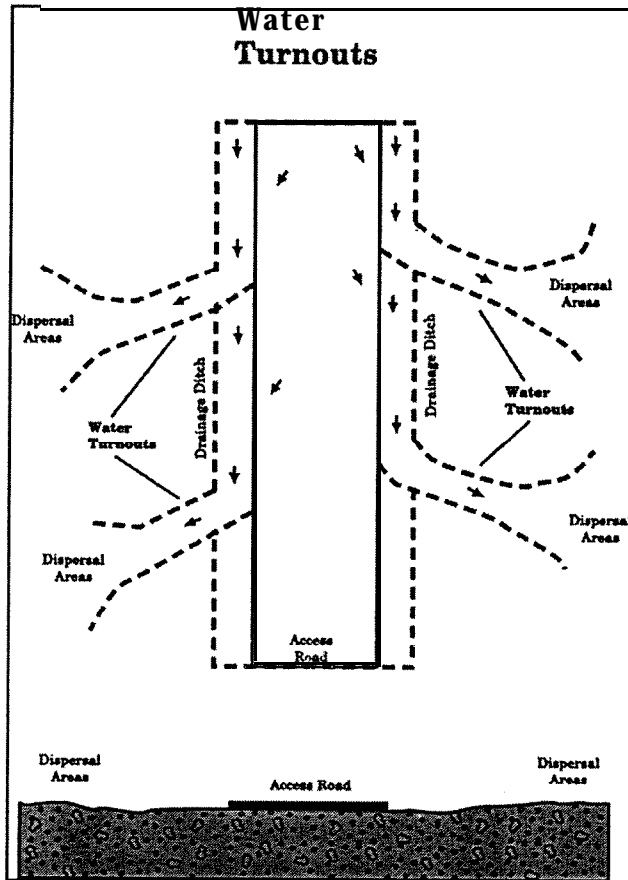 Water
Turnouts
Dispersal
Areas
Dispersal
Areas
Drainage Ditch
Drainage Ditch
Water
Turnouts
Water
Turnouts
Dispersal
Areas
Dispersal
Areas
Access
Road
Dispersal
Areas
Access Road
Dispersal
Areas